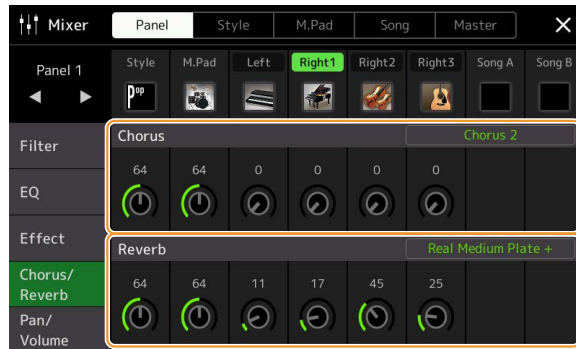 Mixer
Panel Style M.Pad Song Master
Panel 1
Style M.Pad Left Right1 Right2 Right3 Song A Song B
Pop
Filter
EQ
Effect
Chorus/
Reverb
Pan/
Volume
Chorus Chorus 2
64 64 0 0 0 0
Reverb Real Medium Plate +
64 64 11 17 45 25